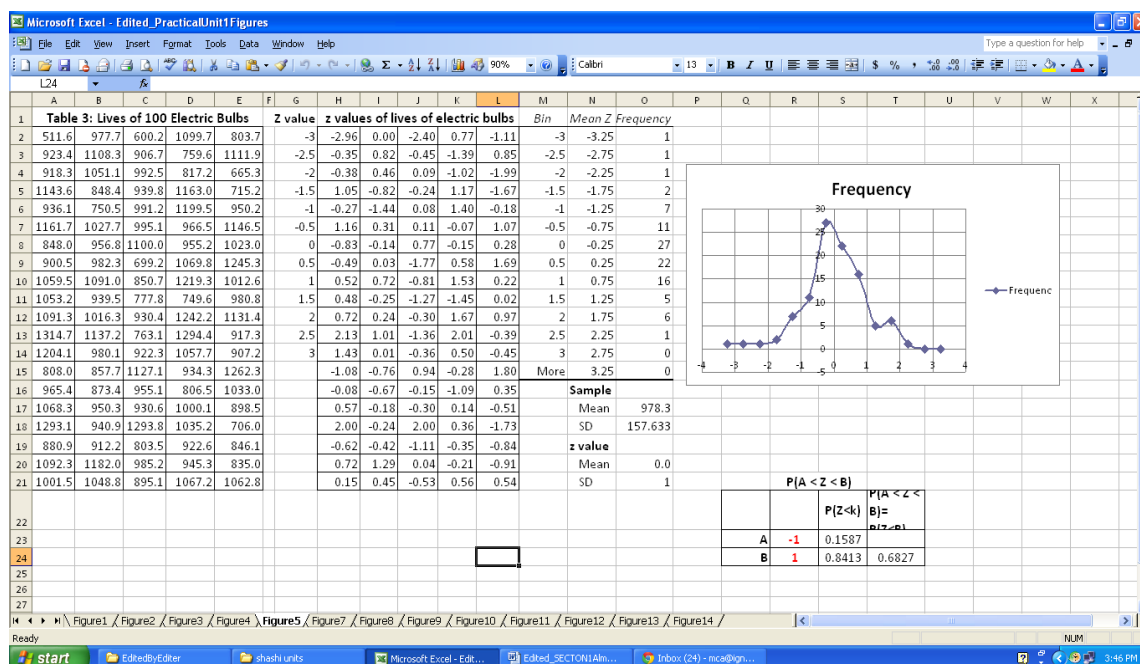 Microsoft Excel - Edited_PracticalUnit1Figures
File Edit View Insert Format Tools Data Window Help Type a question for help
90% Calibri 13 B I U $ % ,
L24 fx
A B C D E F G H I J K L M N O P Q R S T U V W X
1 Table 3: Lives of 100 Electric Bulbs Z value z values of lives of electric bulbs Bin Mean Z Frequency
2 511.6 977.7 600.2 1099.7 803.7 -3 -2.96 0.00 -2.40 0.77 -1.11 -3 -3.25 1
3 923.4 1108.3 906.7 759.6 1111.9 -2.5 -0.35 0.82 -0.45 -1.39 0.85 -2.5 -2.75 1
4 918.3 1051.1 992.5 817.2 665.3 -2 -0.38 0.46 0.09 -1.02 -1.99 -2 -2.25 1
5 1143.6 848.4 939.8 1163.0 715.2 -1.5 1.05 -0.82 -0.24 1.17 -1.67 -1.5 -1.75 2
6 936.1 750.5 991.2 1199.5 950.2 -1 -0.27 -1.44 0.08 1.40 -0.18 -1 -1.25 7
7 1161.7 1027.7 995.1 966.5 1146.5 -0.5 1.16 0.31 0.11 -0.07 1.07 -0.5 -0.75 11
8 848.0 956.8 1100.0 955.2 1023.0 0 -0.83 -0.14 0.77 -0.15 0.28 0 -0.25 27
9 900.5 982.3 699.2 1069.8 1245.3 0.5 -0.49 0.03 -1.77 0.58 1.69 0.5 0.25 22
10 1059.5 1091.0 850.7 1219.3 1012.6 1 0.52 0.72 -0.81 1.53 0.22 1 0.75 16
11 1053.2 939.5 777.8 749.6 980.8 1.5 0.48 -0.25 -1.27 -1.45 0.02 1.5 1.25 5
12 1091.3 1016.3 930.4 1242.2 1131.4 2 0.72 0.24 -0.30 1.67 0.97 2 1.75 6
13 1314.7 1137.2 763.1 1294.4 917.3 2.5 2.13 1.01 -1.36 2.01 -0.39 2.5 2.25 1
14 1204.1 980.1 922.3 1057.7 907.2 3 1.43 0.01 -0.36 0.50 -0.45 3 2.75 0
15 808.0 857.7 1127.1 934.3 1262.3 -1.08 -0.76 0.94 -0.28 1.80 More 3.25 0
16 965.4 873.4 955.1 806.5 1033.0 -0.08 -0.67 -0.15 -1.09 0.35 Sample
17 1068.3 950.3 930.6 1000.1 898.5 0.57 -0.18 -0.30 0.14 -0.51 Mean 978.3
18 1293.1 940.9 1293.8 1035.2 706.0 2.00 -0.24 2.00 0.36 -1.73 SD 157.633
19 880.9 912.2 803.5 922.6 846.1 -0.62 -0.42 -1.11 -0.35 -0.84 z value
20 1092.3 1182.0 985.2 945.3 835.0 0.72 1.29 0.04 -0.21 -0.91 Mean 0.0
21 1001.5 1048.8 895.1 1067.2 1062.8 0.15 0.45 -0.53 0.56 0.54 SD 1
Frequency
30
25
20
15
10
5
0
-5
-4 -3 -2 -1 0 1 2 3 4
Frequenc
P(A < Z < B)
22 P(Z<k) P(A < Z < B)=
23 A -1 0.1587
24 B 1 0.8413 0.6827
25
26
27
Figure1 Figure2 Figure3 Figure4 Figure5 Figure7 Figure8 Figure9 Figure10 Figure11 Figure12 Figure13 Figure14
Ready NUM
start EditedByEditer shashi units Microsoft Excel - Edit... Edited_SECTON1Alm... Inbox (24) - mca@ign... 3:46 PM